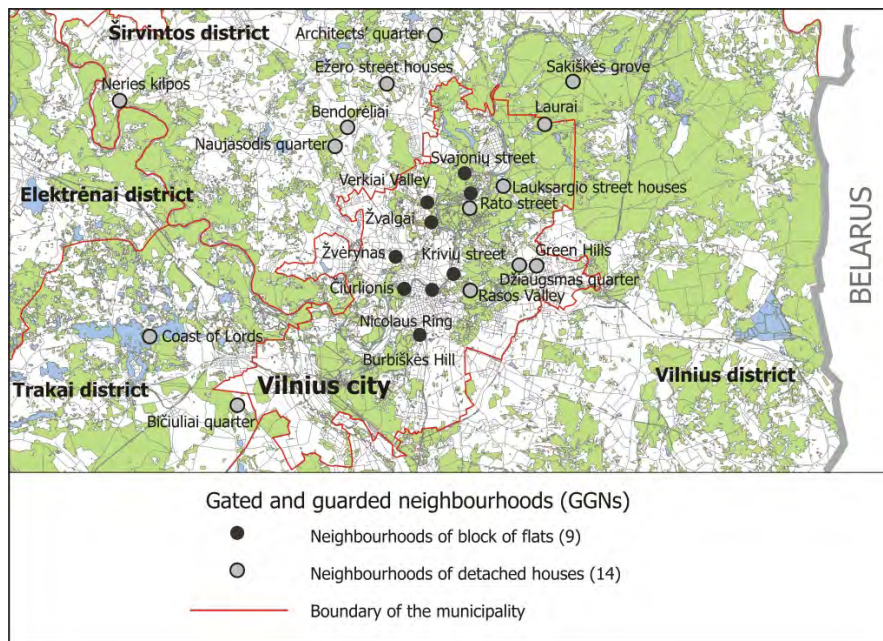 Širvintos district
Architects' quarter
Ežero street houses
Sakiškės grove
Neries kilpos
Bendorėliai
Laurai
Naujasodis quarter
Svajonių street
Verkiai Valley
Lauksargio street houses
Elektrėnai district
Rato street
Žvalgai
Žvėrynas
Krivių street
Green Hills
Džiaugsmas quarter
Čiurlionis
Rasos Valley
Nicolaus Ring
Coast of Lords
Burbiškės Hill
Trakai district
Vilnius city
Vilnius district
Bičiuliai quarter
BELARUS
Gated and guarded neighbourhoods (GGNs)
Neighbourhoods of block of flats (9)
Neighbourhoods of detached houses (14)
Boundary of the municipality